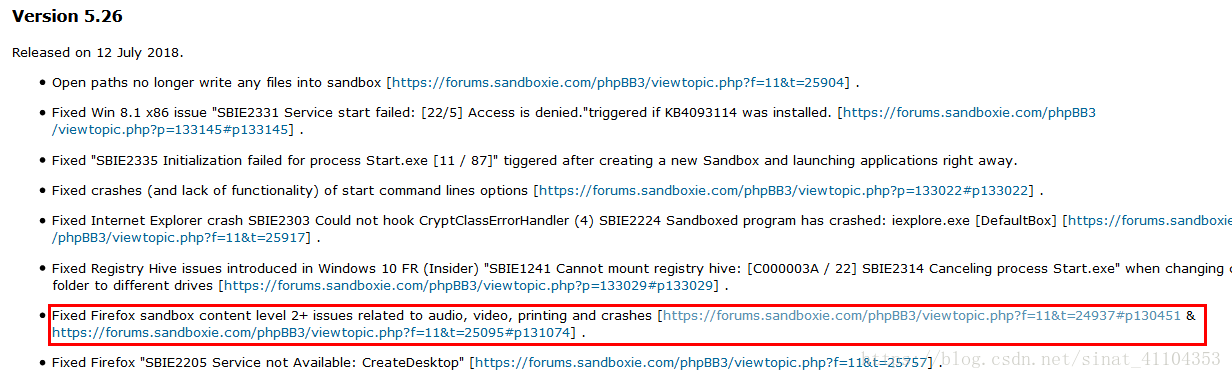 Version 5.26
Released on 12 July 2018.
Open paths no longer write any files into sandbox [https://forums.sandboxie.com/phpBB3/viewtopic.php?f=11&t=25904] .
Fixed Win 8.1 x86 issue "SBIE2331 Service start failed: [22/5] Access is denied."triggered if KB4093114 was installed. [https://forums.sandboxie.com/phpBB3
/viewtopic.php?p=133145#p133145] .
Fixed "SBIE2335 Initialization failed for process Start.exe [11 / 87]" tiggered after creating a new Sandbox and launching applications right away.
Fixed crashes (and lack of functionality) of start command lines options [https://forums.sandboxie.com/phpBB3/viewtopic.php?p=133022#p133022] .
Fixed Internet Explorer crash SBIE2303 Could not hook CryptClassErrorHandler (4) SBIE2224 Sandboxed program has crashed: iexplore.exe [DefaultBox] [https://forums.sandboxie
/phpBB3/viewtopic.php?f=11&t=25917] .
Fixed Registry Hive issues introduced in Windows 10 FR (Insider) "SBIE1241 Cannot mount registry hive: [C000003A / 22] SBIE2314 Canceling process Start.exe" when changing
folder to different drives [https://forums.sandboxie.com/phpBB3/viewtopic.php?p=133029#p133029] .
Fixed Firefox sandbox content level 2+ issues related to audio, video, printing and crashes [https://forums.sandboxie.com/phpBB3/viewtopic.php?f=11&t=24937#p130451 &
https://forums.sandboxie.com/phpBB3/viewtopic.php?f=11&t=25095#p131074] .
Fixed Firefox "SBIE2205 Service not Available: CreateDesktop" [https://forums.sandboxie.com/phpBB3/viewtopic.php?f=11&t=25757] .
https://blog.csdn.net/sinat_41104353